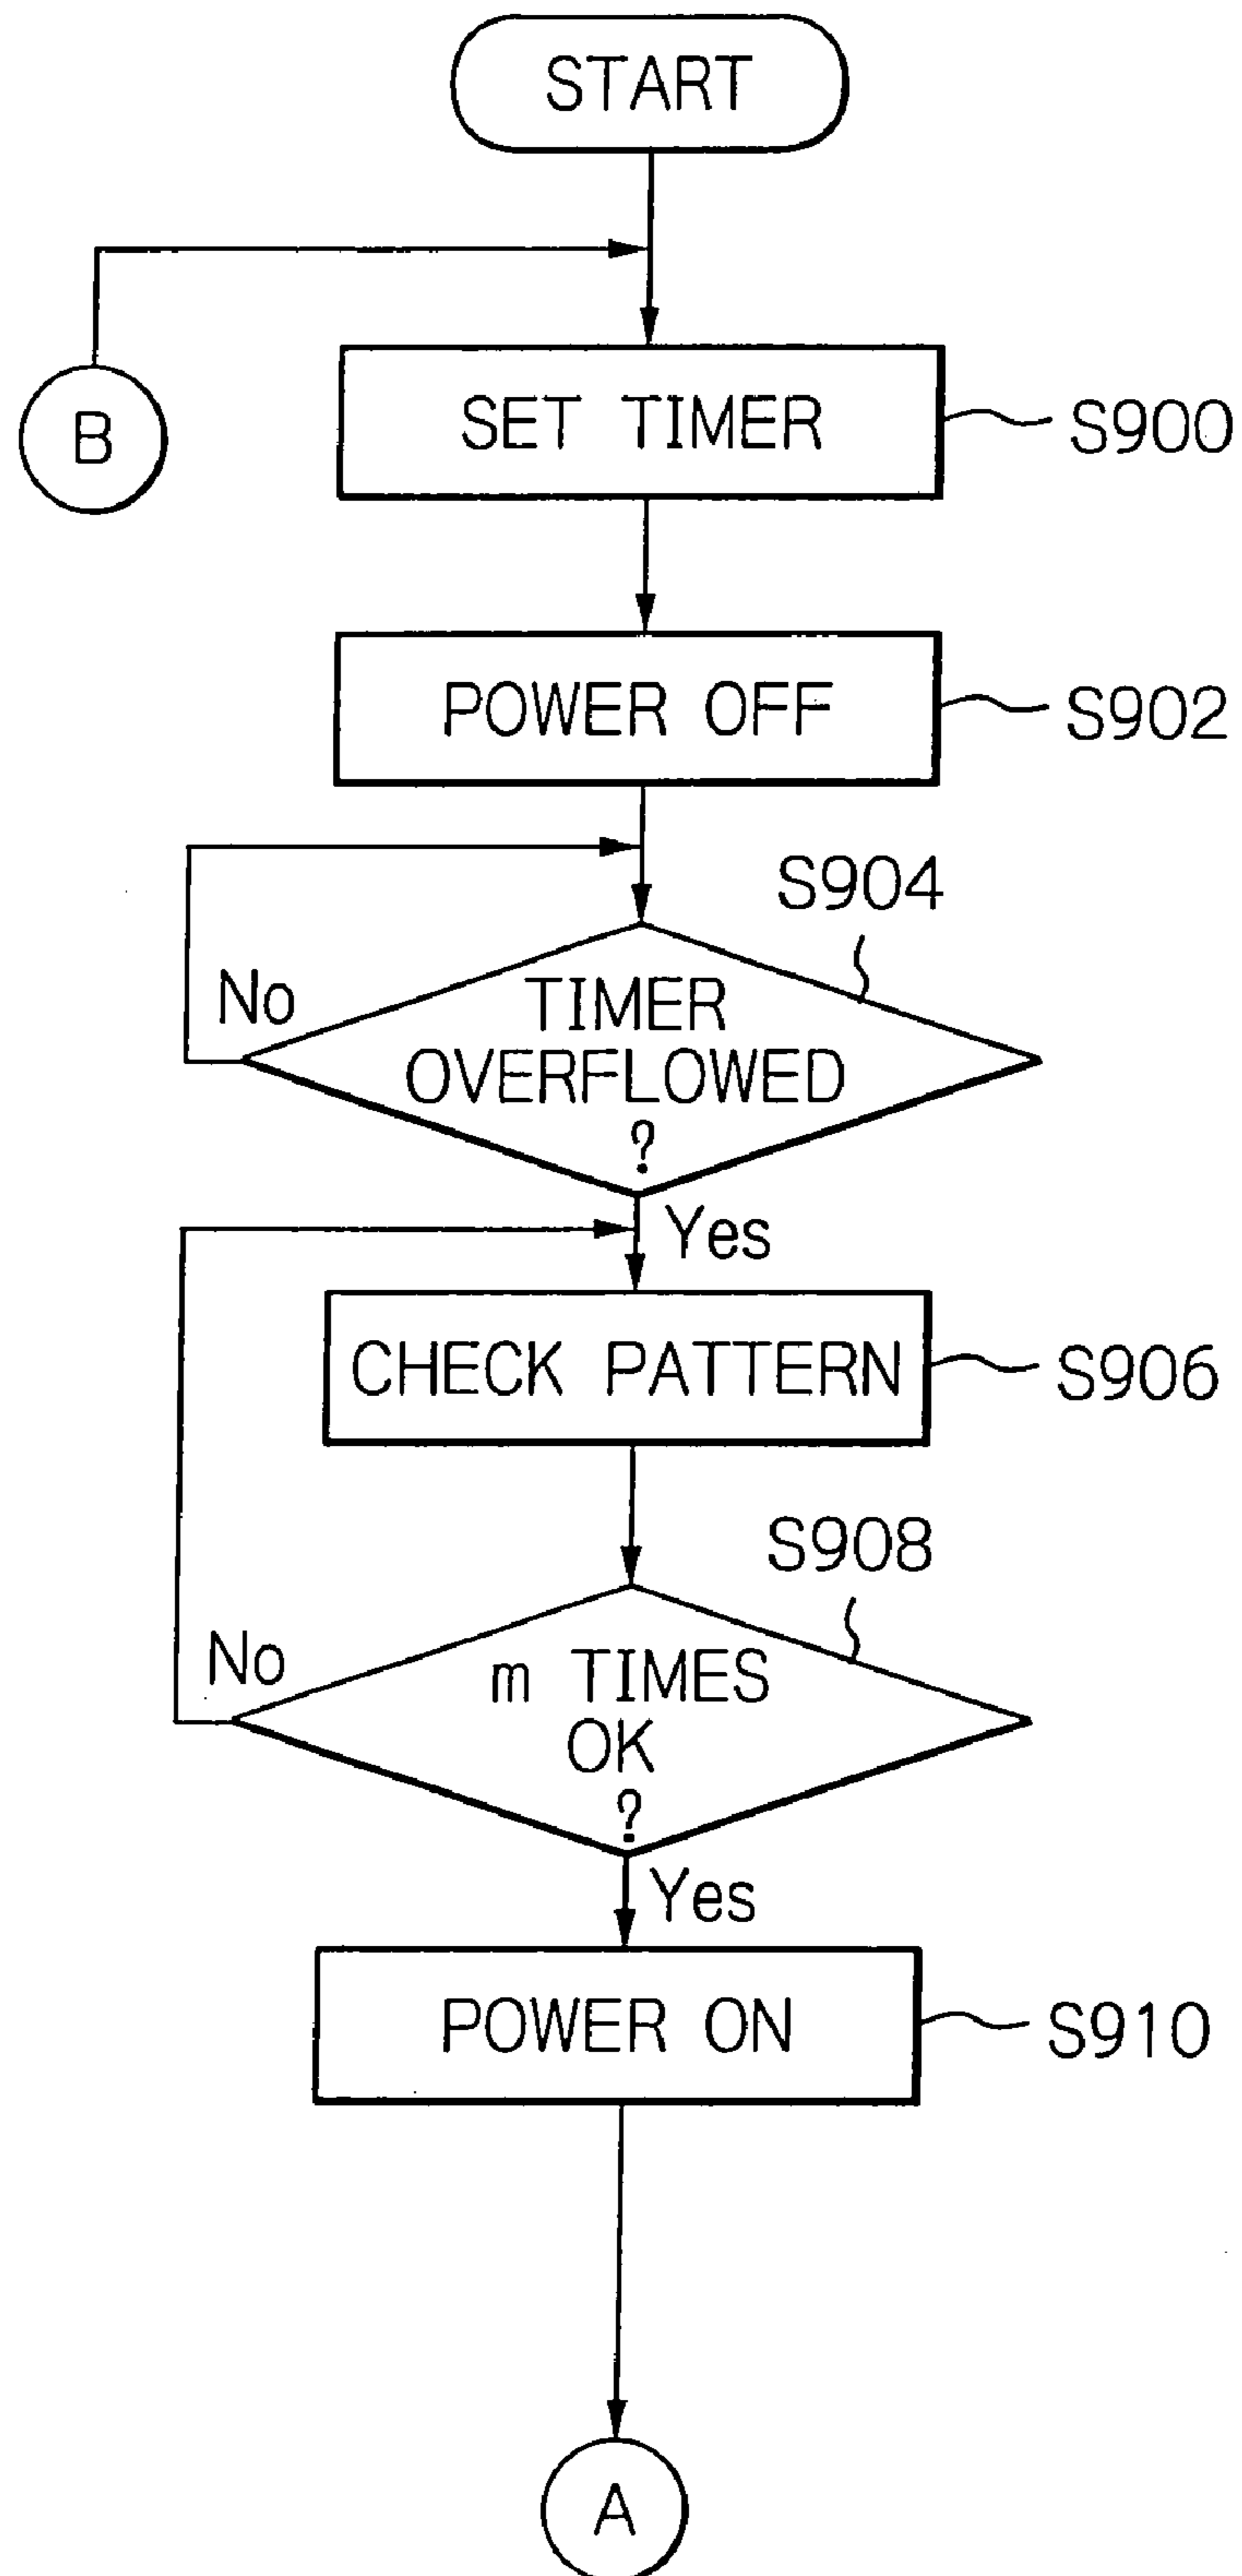 START
B
SET TIMER
S900
POWER OFF
S902
S904
No
TIMER
OVERFLOWED
?
Yes
CHECK PATTERN
S906
S908
No
m TIMES
OK
?
Yes
POWER ON
S910
A